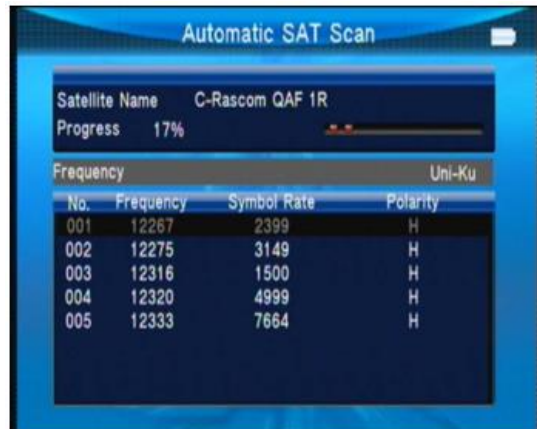 Automatic SAT Scan
Satellite Name C-Rascom QAF 1R
Progress 17%
Frequency Uni-Ku
No. Frequency Symbol Rate Polarity
001 12267 2399 H
002 12275 3149 H
003 12316 1500 H
004 12320 4999 H
005 12333 7664 H